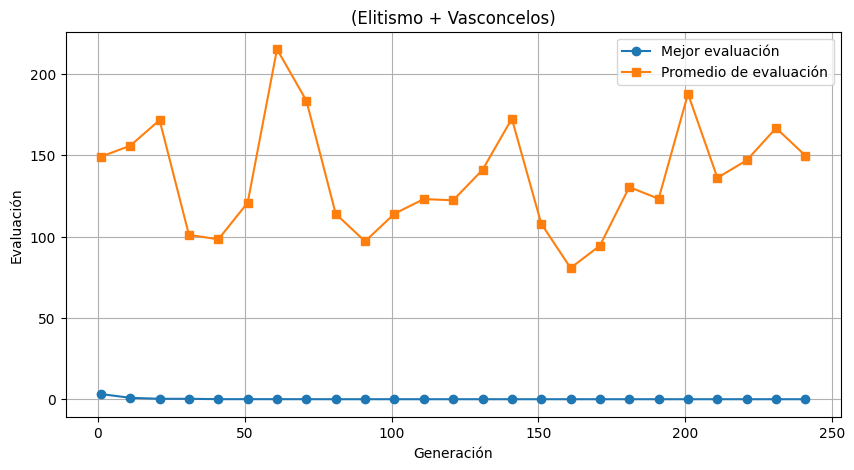 (Elitismo + Vasconcelos)
Mejor evaluación
Promedio de evaluación
Evaluación
200
150
100
50
0
0
50
100
150
200
250
Generación